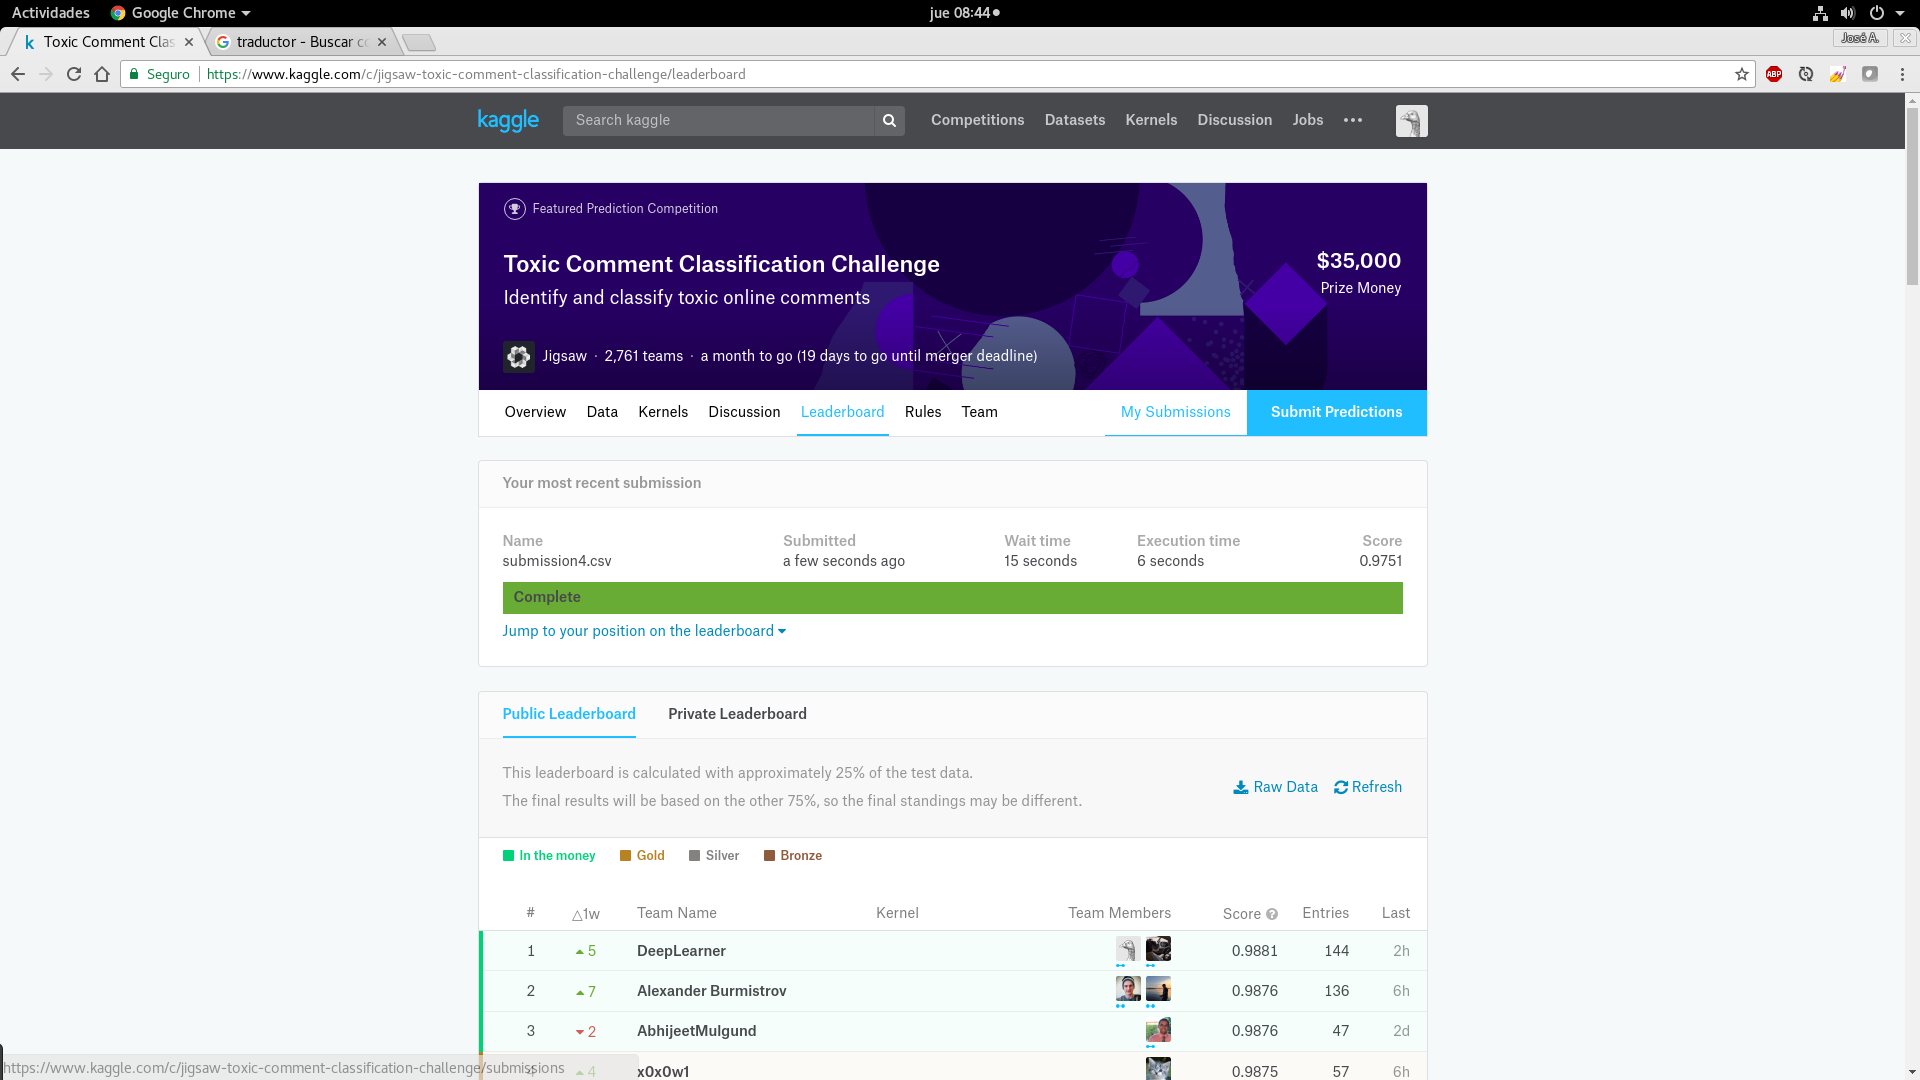 Actividades Google Chrome jue 08:44
Toxic Comment Clas traductor - Buscar c José A.
Seguro https://www.kaggle.com/c/jigsaw-toxic-comment-classification-challenge/leaderboard ABP
kaggle Search kaggle Competitions Datasets Kernels Discussion Jobs
Featured Prediction Competition
Toxic Comment Classification Challenge
Identify and classify toxic online comments
$35,000
Prize Money
Jigsaw · 2,761 teams · a month to go (19 days to go until merger deadline)
Overview Data Kernels Discussion Leaderboard Rules Team My Submissions Submit Predictions
Your most recent submission
Name Submitted Wait time Execution time Score
submission4.csv a few seconds ago 15 seconds 6 seconds 0.9751
Complete
Jump to your position on the leaderboard
Public Leaderboard Private Leaderboard
This leaderboard is calculated with approximately 25% of the test data.
The final results will be based on the other 75%, so the final standings may be different.
Raw Data Refresh
In the money Gold Silver Bronze
# △1w Team Name Kernel Team Members Score Entries Last
1 5 DeepLearner 0.9881 144 2h
2 7 Alexander Burmistrov 0.9876 136 6h
3 2 AbhijeetMulgund 0.9876 47 2d
4 4 x0x0w1 0.9875 57 6h
https://www.kaggle.com/c/jigsaw-toxic-comment-classification-challenge/submissions